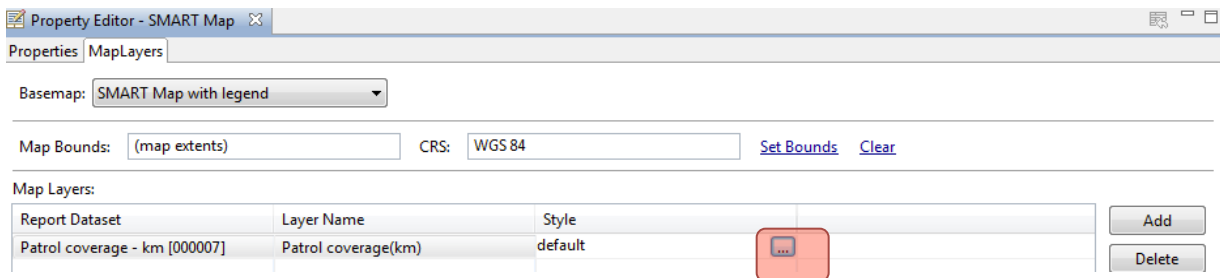 Property Editor - SMART Map
Properties MapLayers
Basemap: SMART Map with legend
Map Bounds: (map extents) CRS: WGS 84 Set Bounds Clear
Map Layers:
Report Dataset Layer Name Style Add
Patrol coverage - km [000007] Patrol coverage(km) default ... Delete